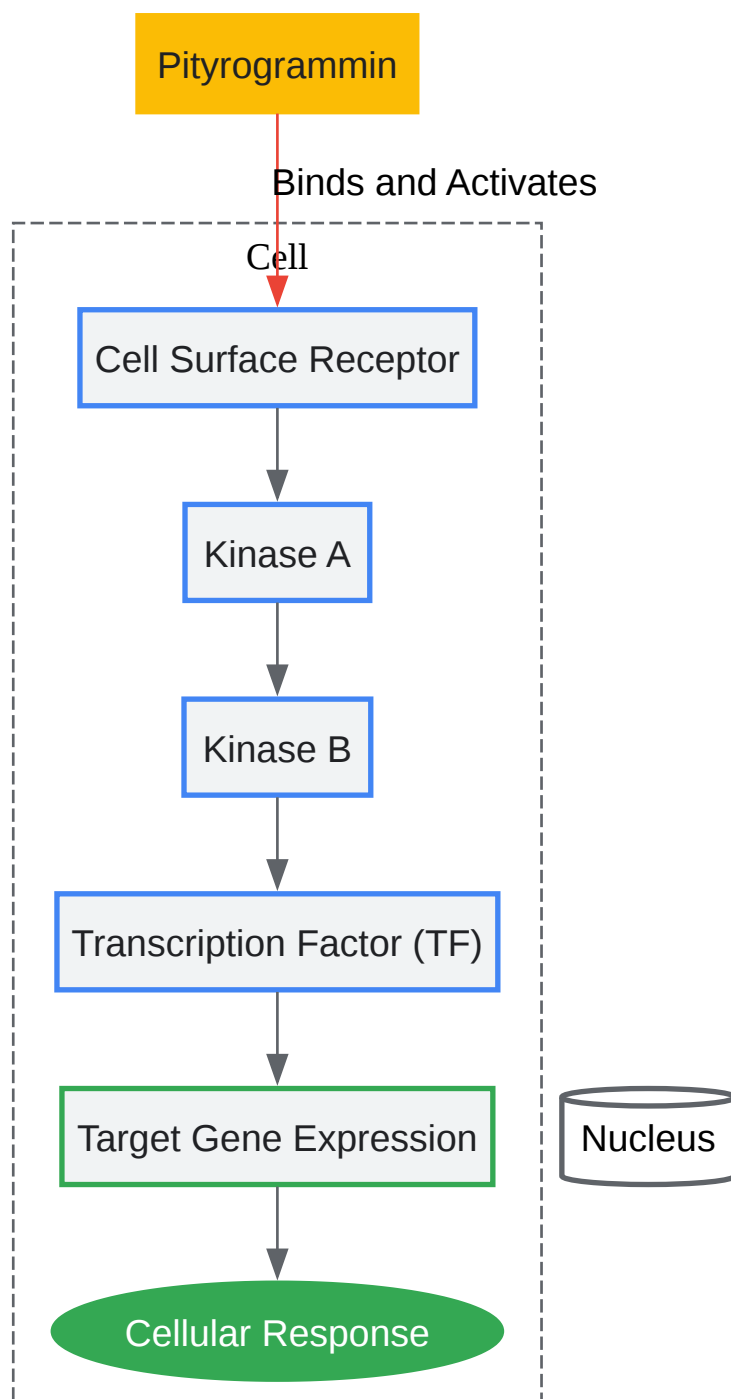 Pityrogrammin
Binds and Activates
Cell
Cell Surface Receptor
Kinase A
Kinase B
Transcription Factor (TF)
Target Gene Expression
Nucleus
Cellular Response